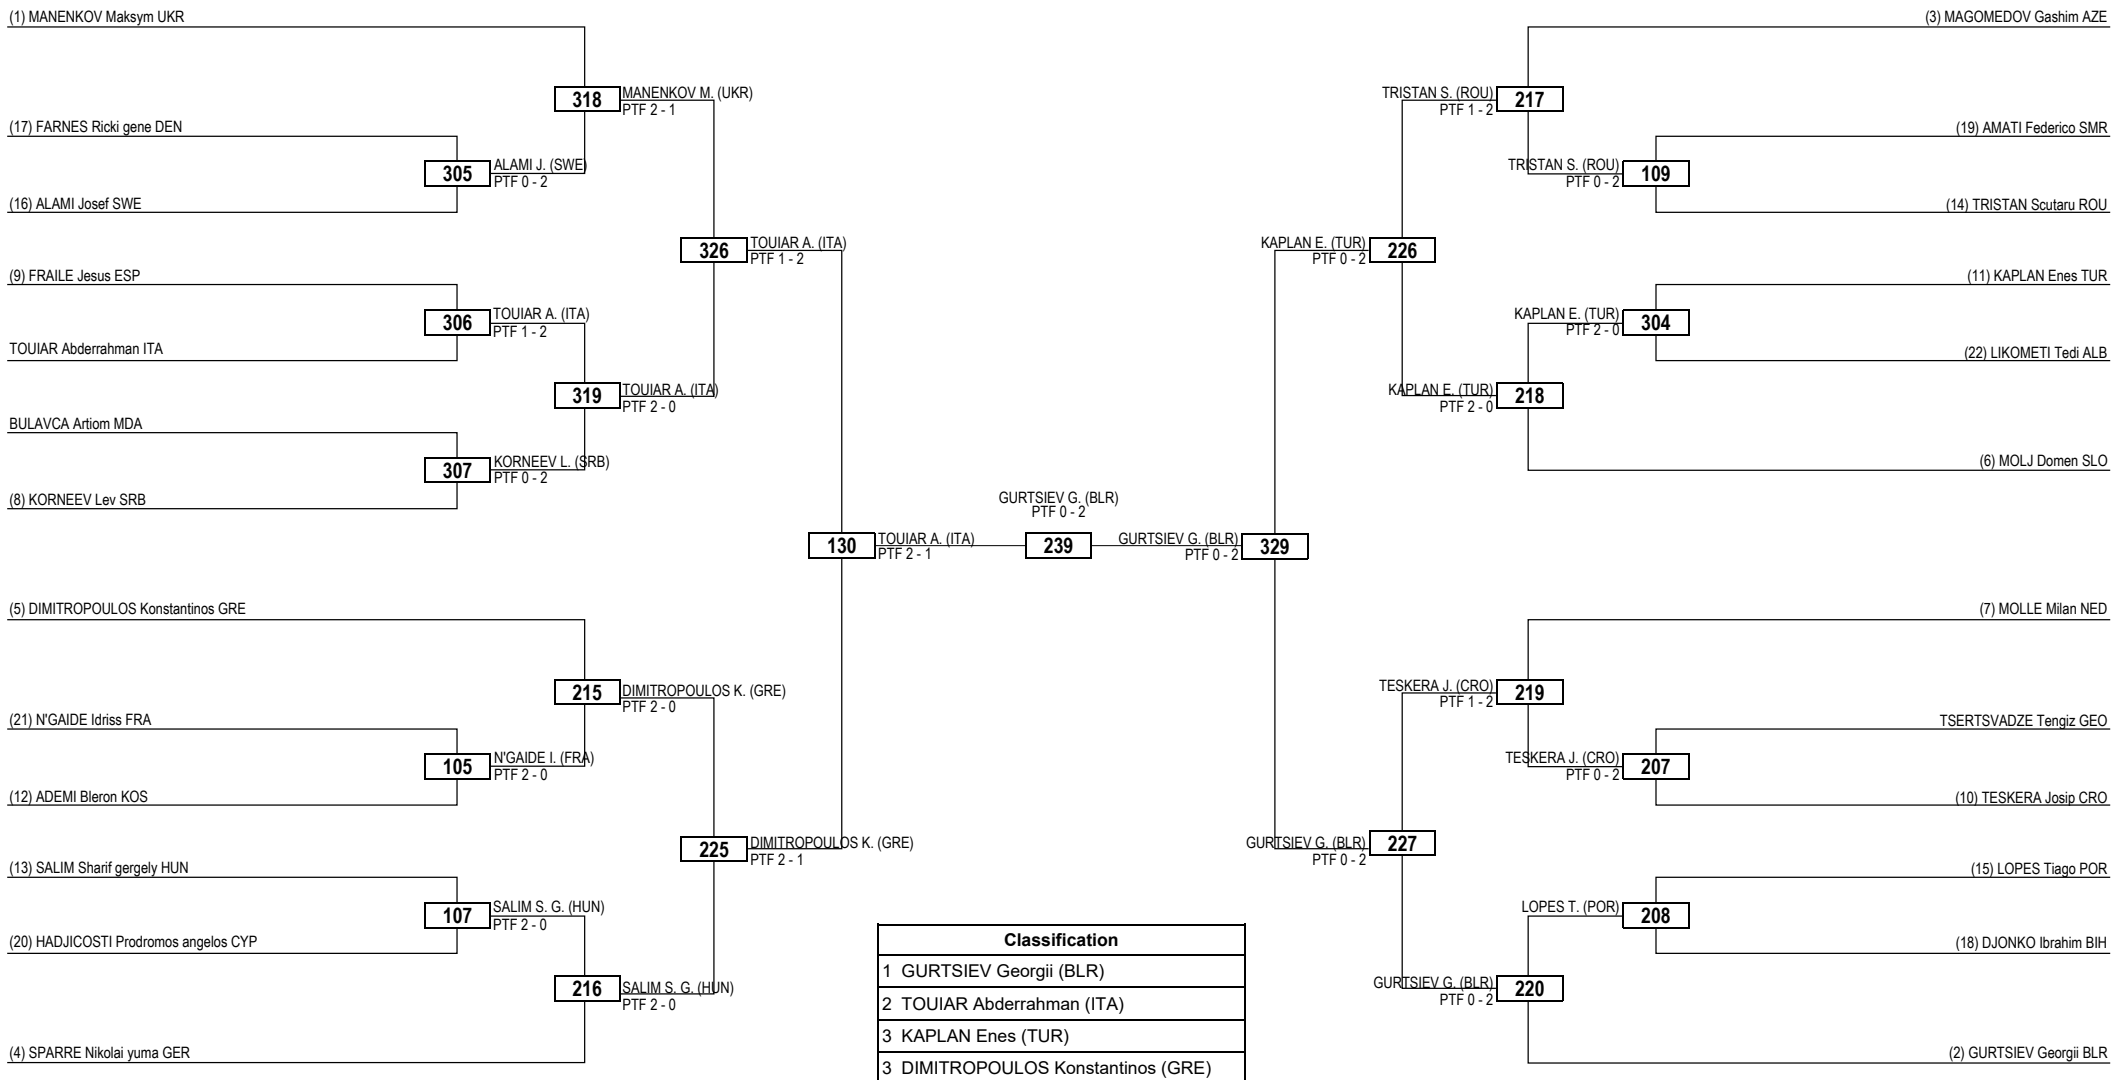 (1) MANENKOV Maksym UKR
(3) MAGOMEDOV Gashim AZE
318
MANENKOV M. (UKR)
PTF 2 - 1
TRISTAN S. (ROU)
PTF 1 - 2
217
(17) FARNES Ricki gene DEN
(19) AMATI Federico SMR
305
ALAMI J. (SWE)
PTF 0 - 2
TRISTAN S. (ROU)
PTF 0 - 2
109
(16) ALAMI Josef SWE
(14) TRISTAN Scutaru ROU
326
TOUIAR A. (ITA)
PTF 1 - 2
KAPLAN E. (TUR)
PTF 0 - 2
226
(9) FRAILE Jesus ESP
(11) KAPLAN Enes TUR
306
TOUIAR A. (ITA)
PTF 1 - 2
KAPLAN E. (TUR)
PTF 2 - 0
304
TOUIAR Abderrahman ITA
(22) LIKOMETI Tedi ALB
319
TOUIAR A. (ITA)
PTF 2 - 0
KAPLAN E. (TUR)
PTF 2 - 0
218
BULAVCA Artiom MDA
307
KORNEEV L. (SRB)
PTF 0 - 2
(6) MOLJ Domen SLO
(8) KORNEEV Lev SRB
GURTSIEV G. (BLR)
PTF 0 - 2
130
TOUIAR A. (ITA)
PTF 2 - 1
239
GURTSIEV G. (BLR)
PTF 0 - 2
329
(5) DIMITROPOULOS Konstantinos GRE
(7) MOLLE Milan NED
215
DIMITROPOULOS K. (GRE)
PTF 2 - 0
TESKERA J. (CRO)
PTF 1 - 2
219
(21) N'GAIDE Idriss FRA
TSERTSVADZE Tengiz GEO
105
N'GAIDE I. (FRA)
PTF 2 - 0
TESKERA J. (CRO)
PTF 0 - 2
207
(12) ADEMI Bleron KOS
(10) TESKERA Josip CRO
225
DIMITROPOULOS K. (GRE)
PTF 2 - 1
GURTSIEV G. (BLR)
PTF 0 - 2
227
(13) SALIM Sharif gergely HUN
(15) LOPES Tiago POR
107
SALIM S. G. (HUN)
PTF 2 - 0
LOPES T. (POR)
208
(20) HADJICOSTI Prodromos angelos CYP
(18) DJONKO Ibrahim BIH
216
SALIM S. G. (HUN)
PTF 2 - 0
GURTSIEV G. (BLR)
PTF 0 - 2
220
(4) SPARRE Nikolai yuma GER
(2) GURTSIEV Georgii BLR
Classification
1 GURTSIEV Georgii (BLR)
2 TOUIAR Abderrahman (ITA)
3 KAPLAN Enes (TUR)
3 DIMITROPOULOS Konstantinos (GRE)